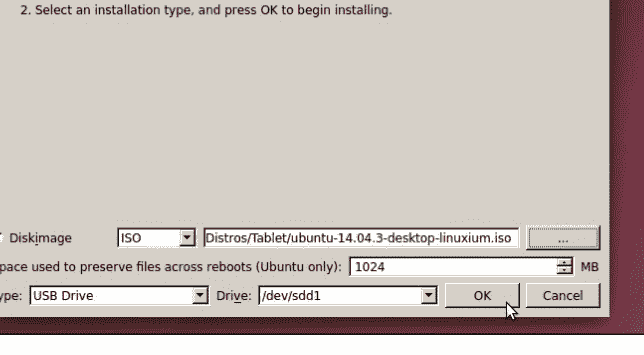 2. Select an installation type, and press OK to begin installing.
Diskimage ISO Distros/Tablet/ubuntu-14.04.3-desktop-linuxium.iso ...
pace used to preserve files across reboots (Ubuntu only): 1024 MB
ype: USB Drive Drive: /dev/sdd1 OK Cancel